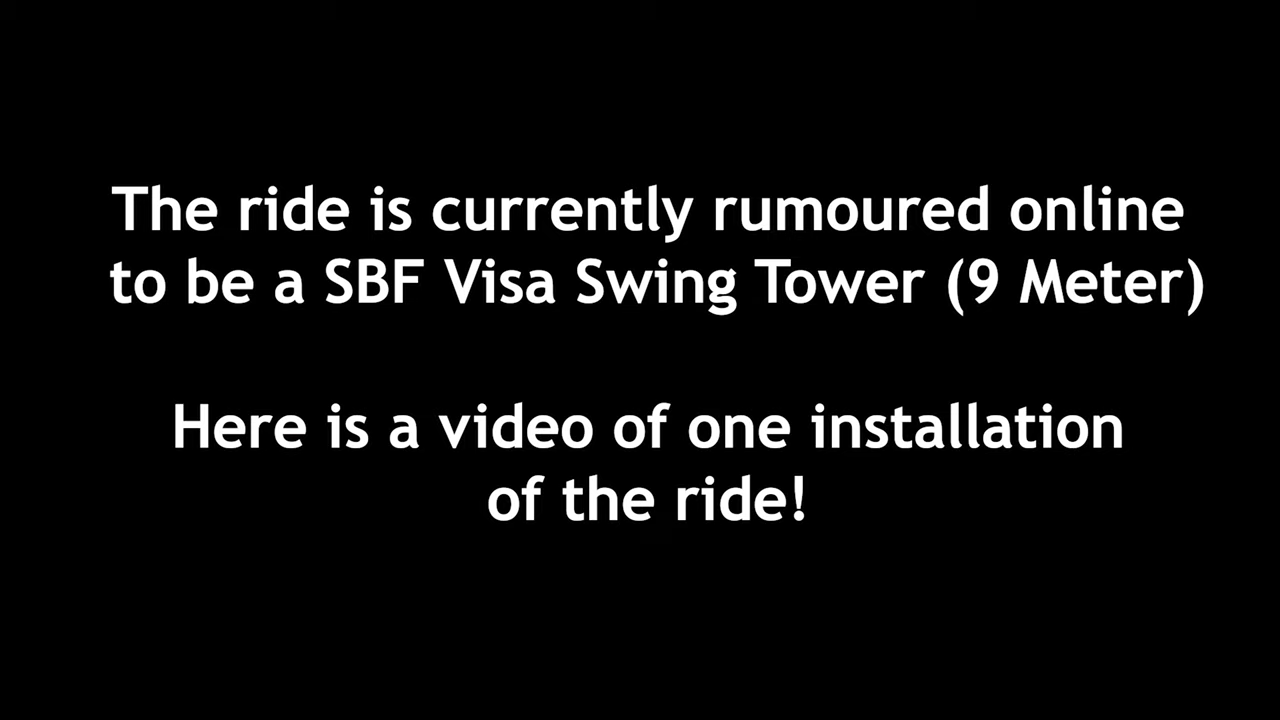 The ride is currently rumoured online
to be a SBF Visa Swing Tower (9 Meter)
Here is a video of one installation
of the ride!